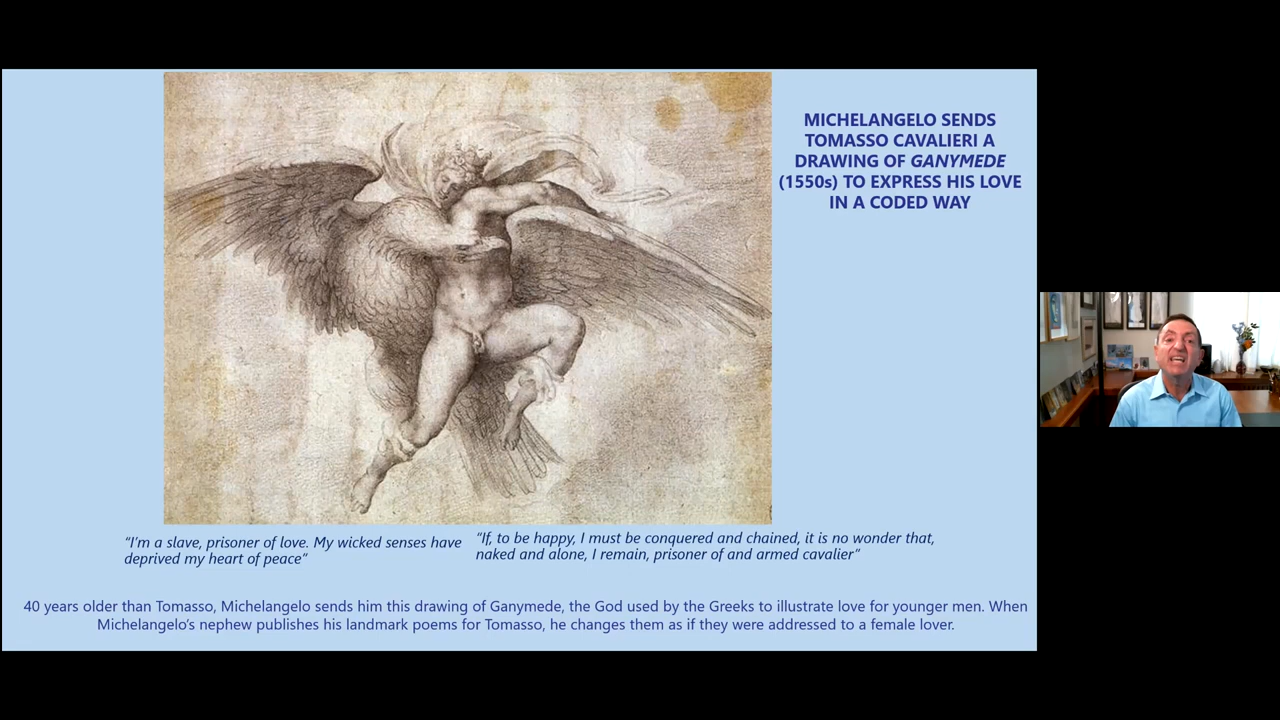 MICHELANGELO SENDS
TOMASSO CAVALIERI A
DRAWING OF GANYMEDE
(1550s) TO EXPRESS HIS LOVE
IN A CODED WAY
“I’m a slave, prisoner of love. My wicked senses have
deprived my heart of peace”
“If, to be happy, I must be conquered and chained, it is no wonder that,
naked and alone, I remain, prisoner of and armed cavalier”
40 years older than Tomasso, Michelangelo sends him this drawing of Ganymede, the God used by the Greeks to illustrate love for younger men. When
Michelangelo’s nephew publishes his landmark poems for Tomasso, he changes them as if they were addressed to a female lover.